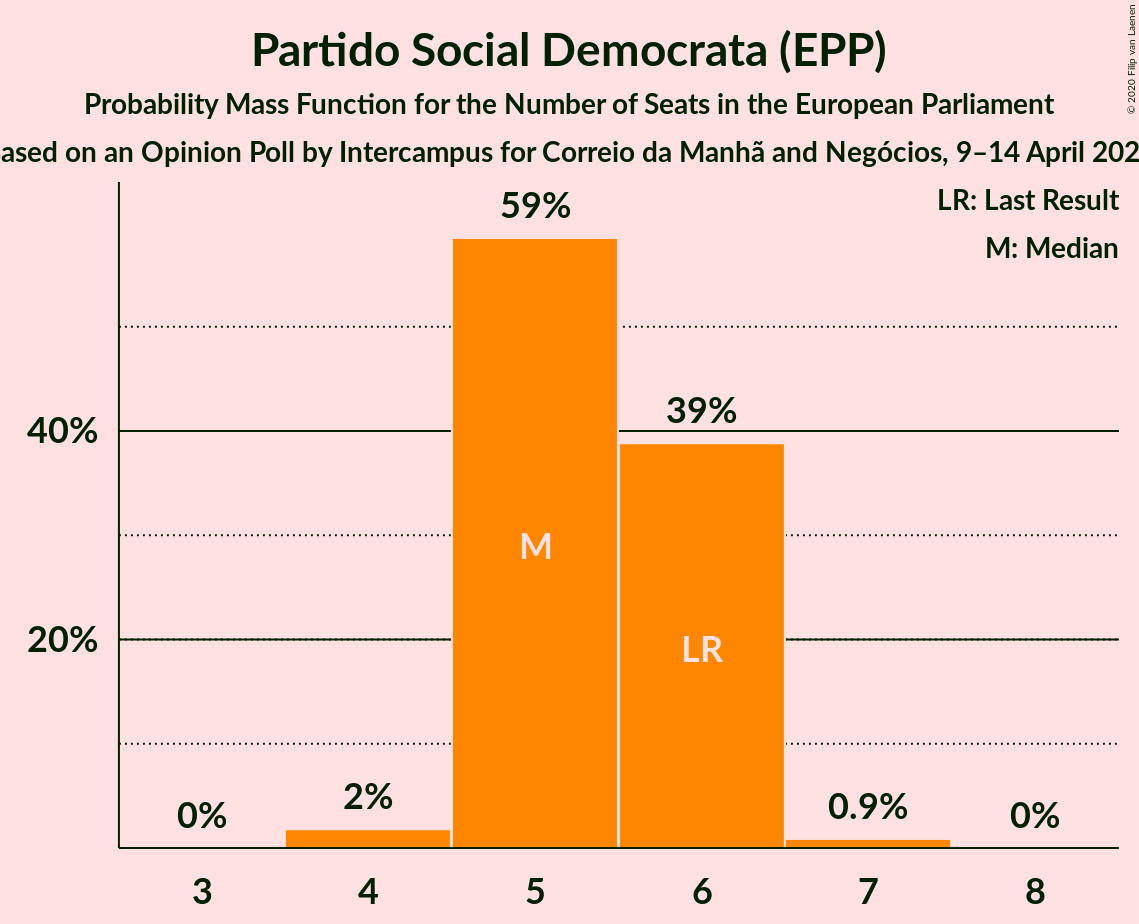 Partido Social Democrata (EPP)
Probability Mass Function for the Number of Seats in the European Parliament
ased on an Opinion Poll by Intercampus for Correio da Manhã and Negócios, 9–14 April 202
© 2020 Filip van Laenen
LR: Last Result
M: Median
59%
39%
40%
M
20%
LR
0%
2%
0.9%
0%
3 4 5 6 7 8